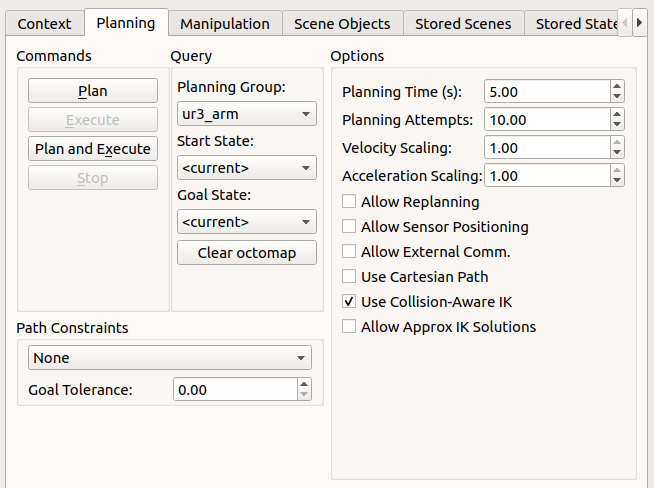 Context
Planning
Manipulation
Scene Objects
Stored Scenes
Stored State
Commands
Plan
Execute
Plan and Execute
Stop
Query
Planning Group:
ur3_arm
Start State:
<current>
Goal State:
<current>
Clear octomap
Path Constraints
None
Goal Tolerance: 0.00
Options
Planning Time (s): 5.00
Planning Attempts: 10.00
Velocity Scaling: 1.00
Acceleration Scaling: 1.00
Allow Replanning
Allow Sensor Positioning
Allow External Comm.
Use Cartesian Path
Use Collision-Aware IK
Allow Approx IK Solutions